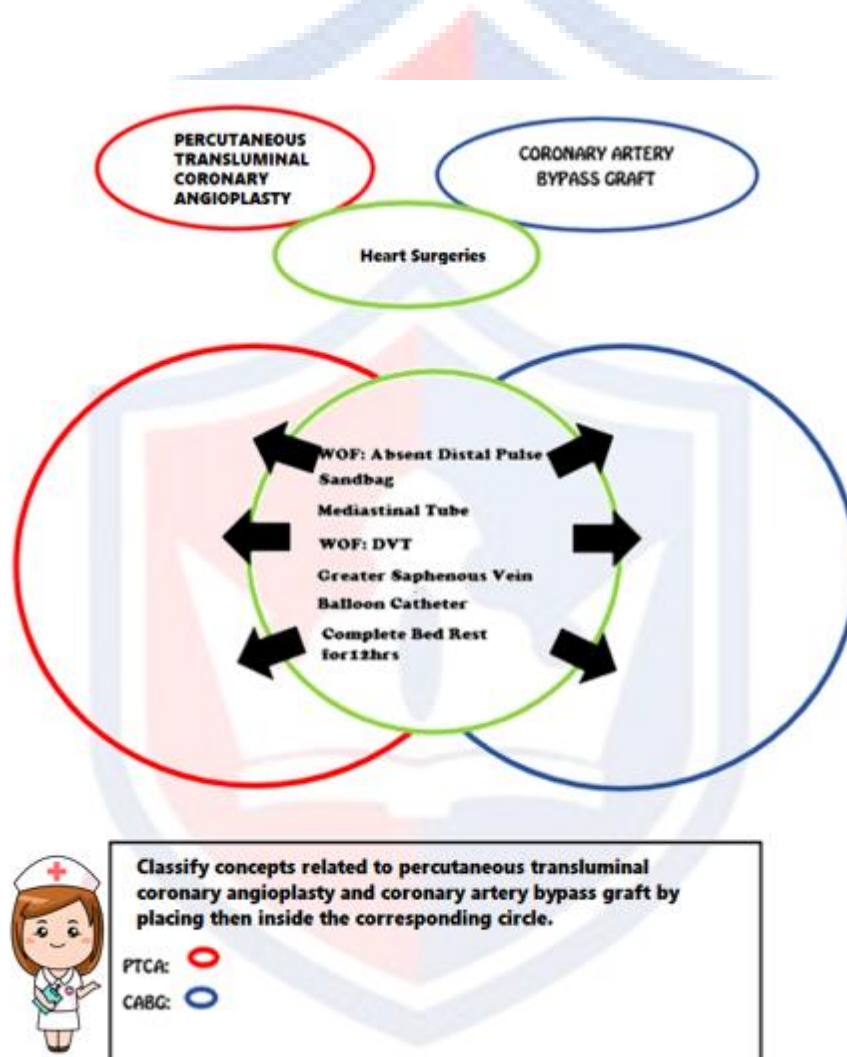 PERCUTANEOUS
TRANSLUMINAL
CORONARY
ANGIOPLASTY
CORONARY ARTERY
BYPASS GRAFT
Heart Surgeries
WOF: Absent Distal Pulse
Sandbag
Mediastinal Tube
WOF: DVT
Greater Saphenous Vein
Balloon Catheter
Complete Bed Rest
for12hrs
Classify concepts related to percutaneous transluminal
coronary angioplasty and coronary artery bypass graft by
placing then inside the corresponding circle.
PTCA:
CABG: